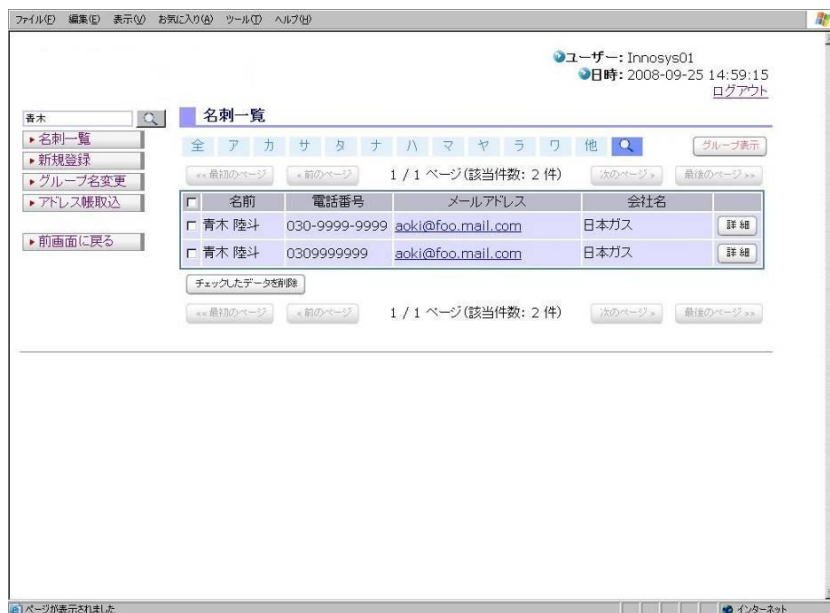 ファイル(F) 編集(E) 表示(V) お気に入り(A) ツール(T) ヘルプ(H)
ユーザー: Innosys01
日時: 2008-09-25 14:59:15
ログアウト
青木
名刺一覧
新規登録
グループ名変更
アドレス帳取込
前画面に戻る
名刺一覧
全 ア カ サ タ ナ ハ マ ヤ ラ ワ 他 グループ表示
«« 最初のページ « 前のページ 1 / 1 ページ (該当件数: 2 件) 次のページ » 最後のページ »»
名前 電話番号 メールアドレス 会社名
青木 陸斗 030-9999-9999 aoki@foo.mail.com 日本ガス 詳細
青木 陸斗 0309999999 aoki@foo.mail.com 日本ガス 詳細
チェックしたデータを削除
«« 最初のページ « 前のページ 1 / 1 ページ (該当件数: 2 件) 次のページ » 最後のページ »»
ページが表示されました インターネット